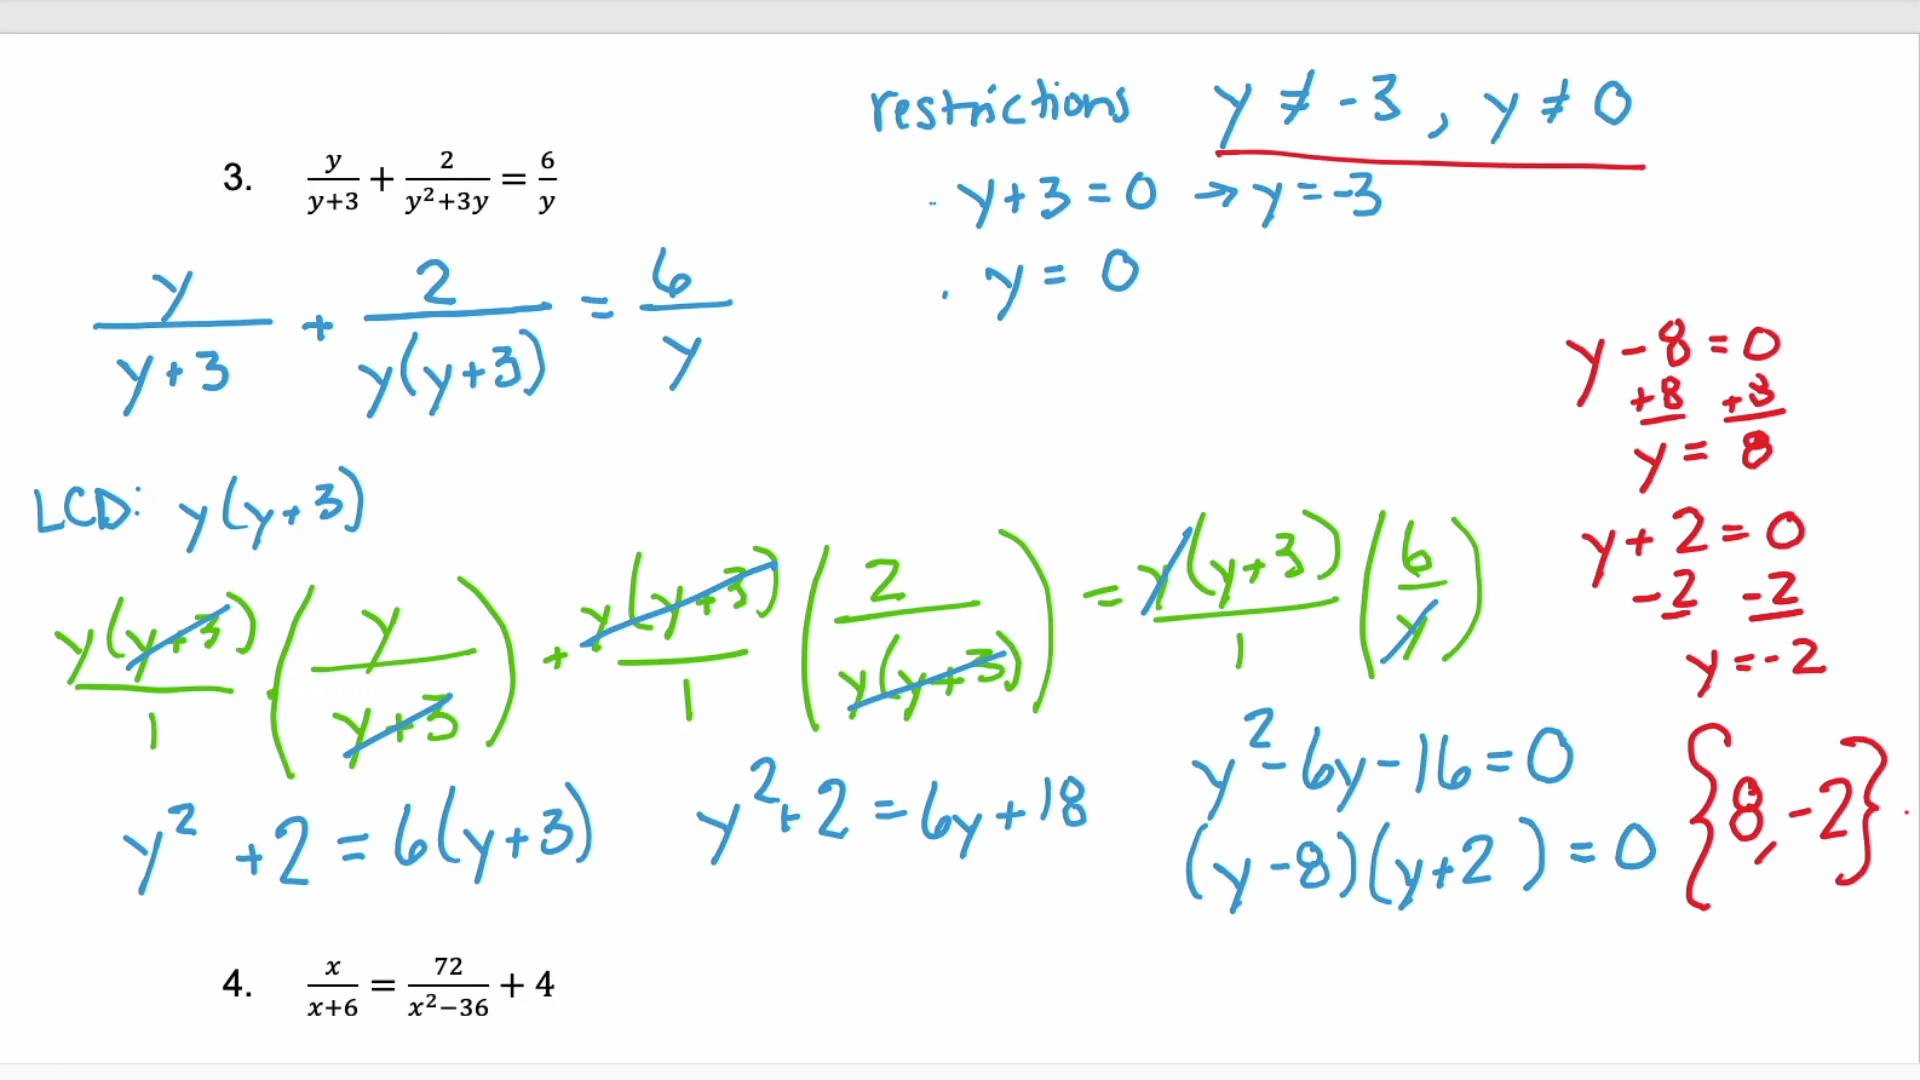 restrictions y ≠ -3 , y ≠ 0
3. y/(y+3) + 2/(y²+3y) = 6/y
y+3 = 0 → y = -3
y = 0
y/(y+3) + 2/(y(y+3)) = 6/y
y - 8 = 0
+8 +8
y = 8
LCD: y(y+3)
y + 2 = 0
-2 -2
y = -2
y(y+3)/1 (y/(y+3)) + y(y+3)/1 (2/(y(y+3))) = y(y+3)/1 (6/y)
y² + 2 = 6(y+3)
y² + 2 = 6y + 18
y² - 6y - 16 = 0
(y - 8)(y + 2) = 0
{8, -2}
4. x/(x+6) = 72/(x²−36) + 4